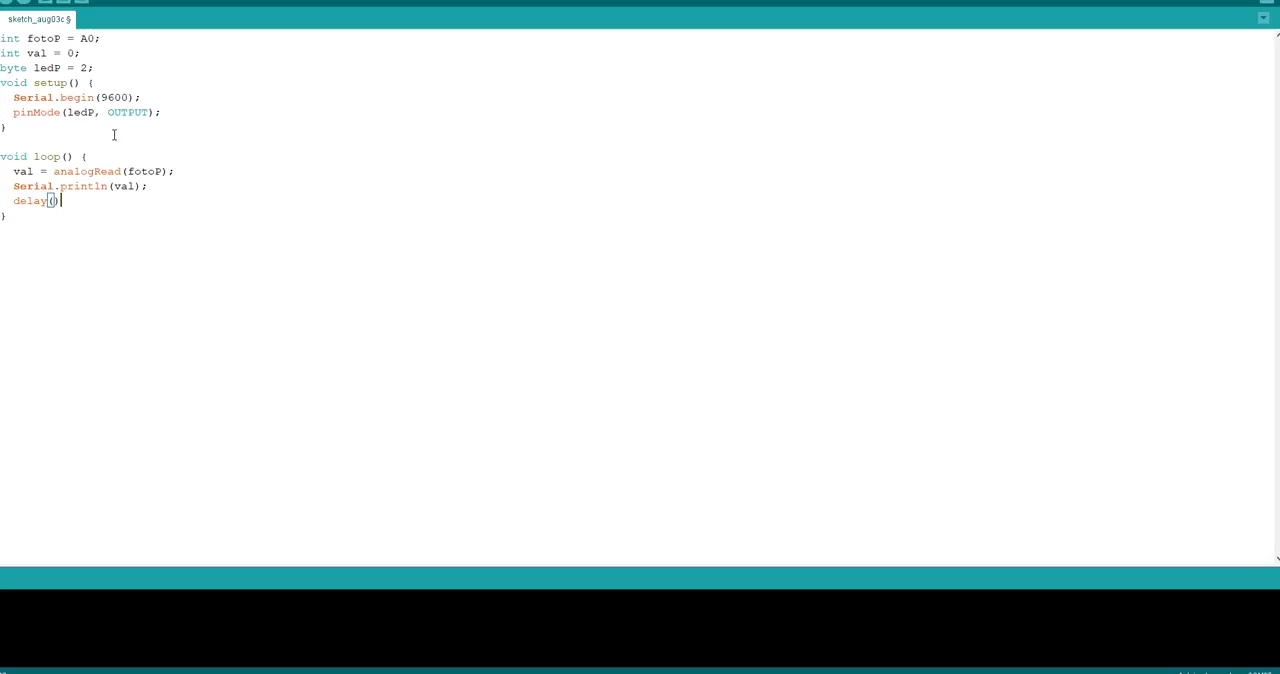 sketch_aug03c §
int fotoP = A0;
int val = 0;
byte ledP = 2;
void setup() {
  Serial.begin(9600);
  pinMode(ledP, OUTPUT);
}

void loop() {
  val = analogRead(fotoP);
  Serial.println(val);
  delay()
}